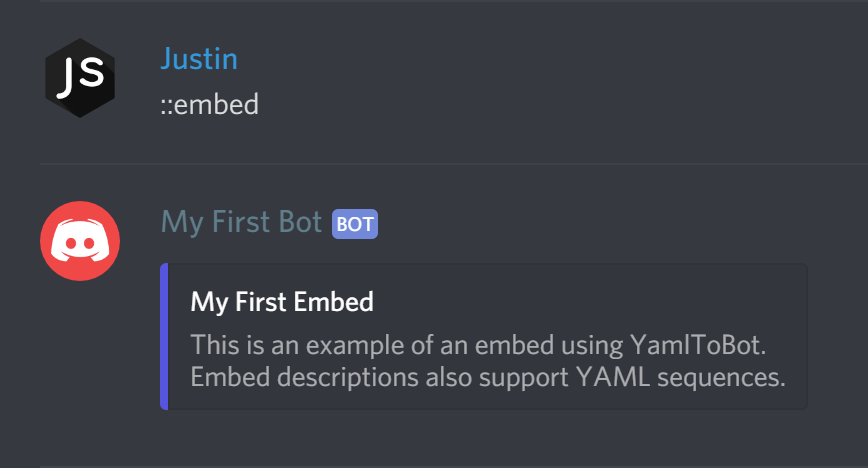 JS
Justin
::embed
My First Bot BOT
My First Embed
This is an example of an embed using YamlToBot.
Embed descriptions also support YAML sequences.